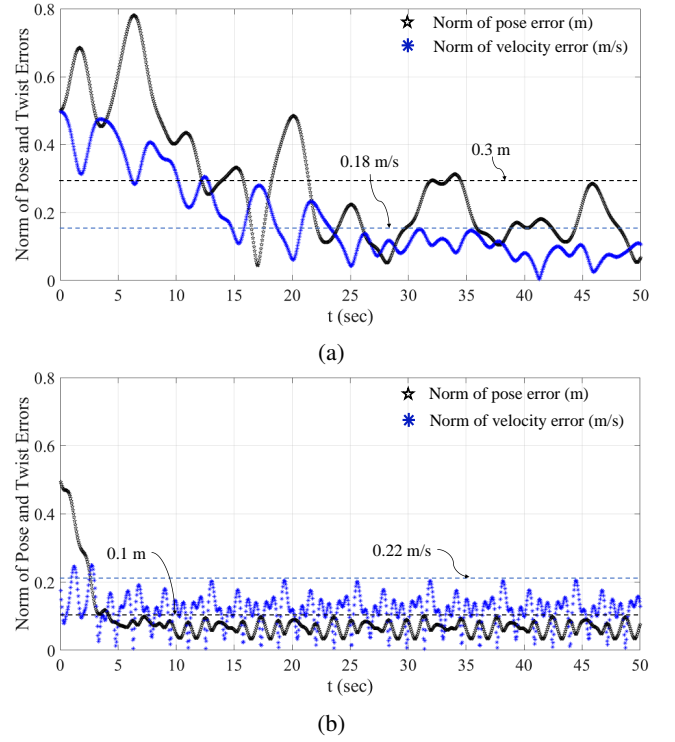 Norm of Pose and Twist Errors
0.8
0.6
0.4
0.2
0
Norm of pose error (m)
Norm of velocity error (m/s)
0.18 m/s
0.3 m
0 5 10 15 20 25 30 35 40 45 50
t (sec)
(a)
Norm of Pose and Twist Errors
0.8
0.6
0.4
0.2
0
Norm of pose error (m)
Norm of velocity error (m/s)
0.1 m
0.22 m/s
0 5 10 15 20 25 30 35 40 45 50
t (sec)
(b)